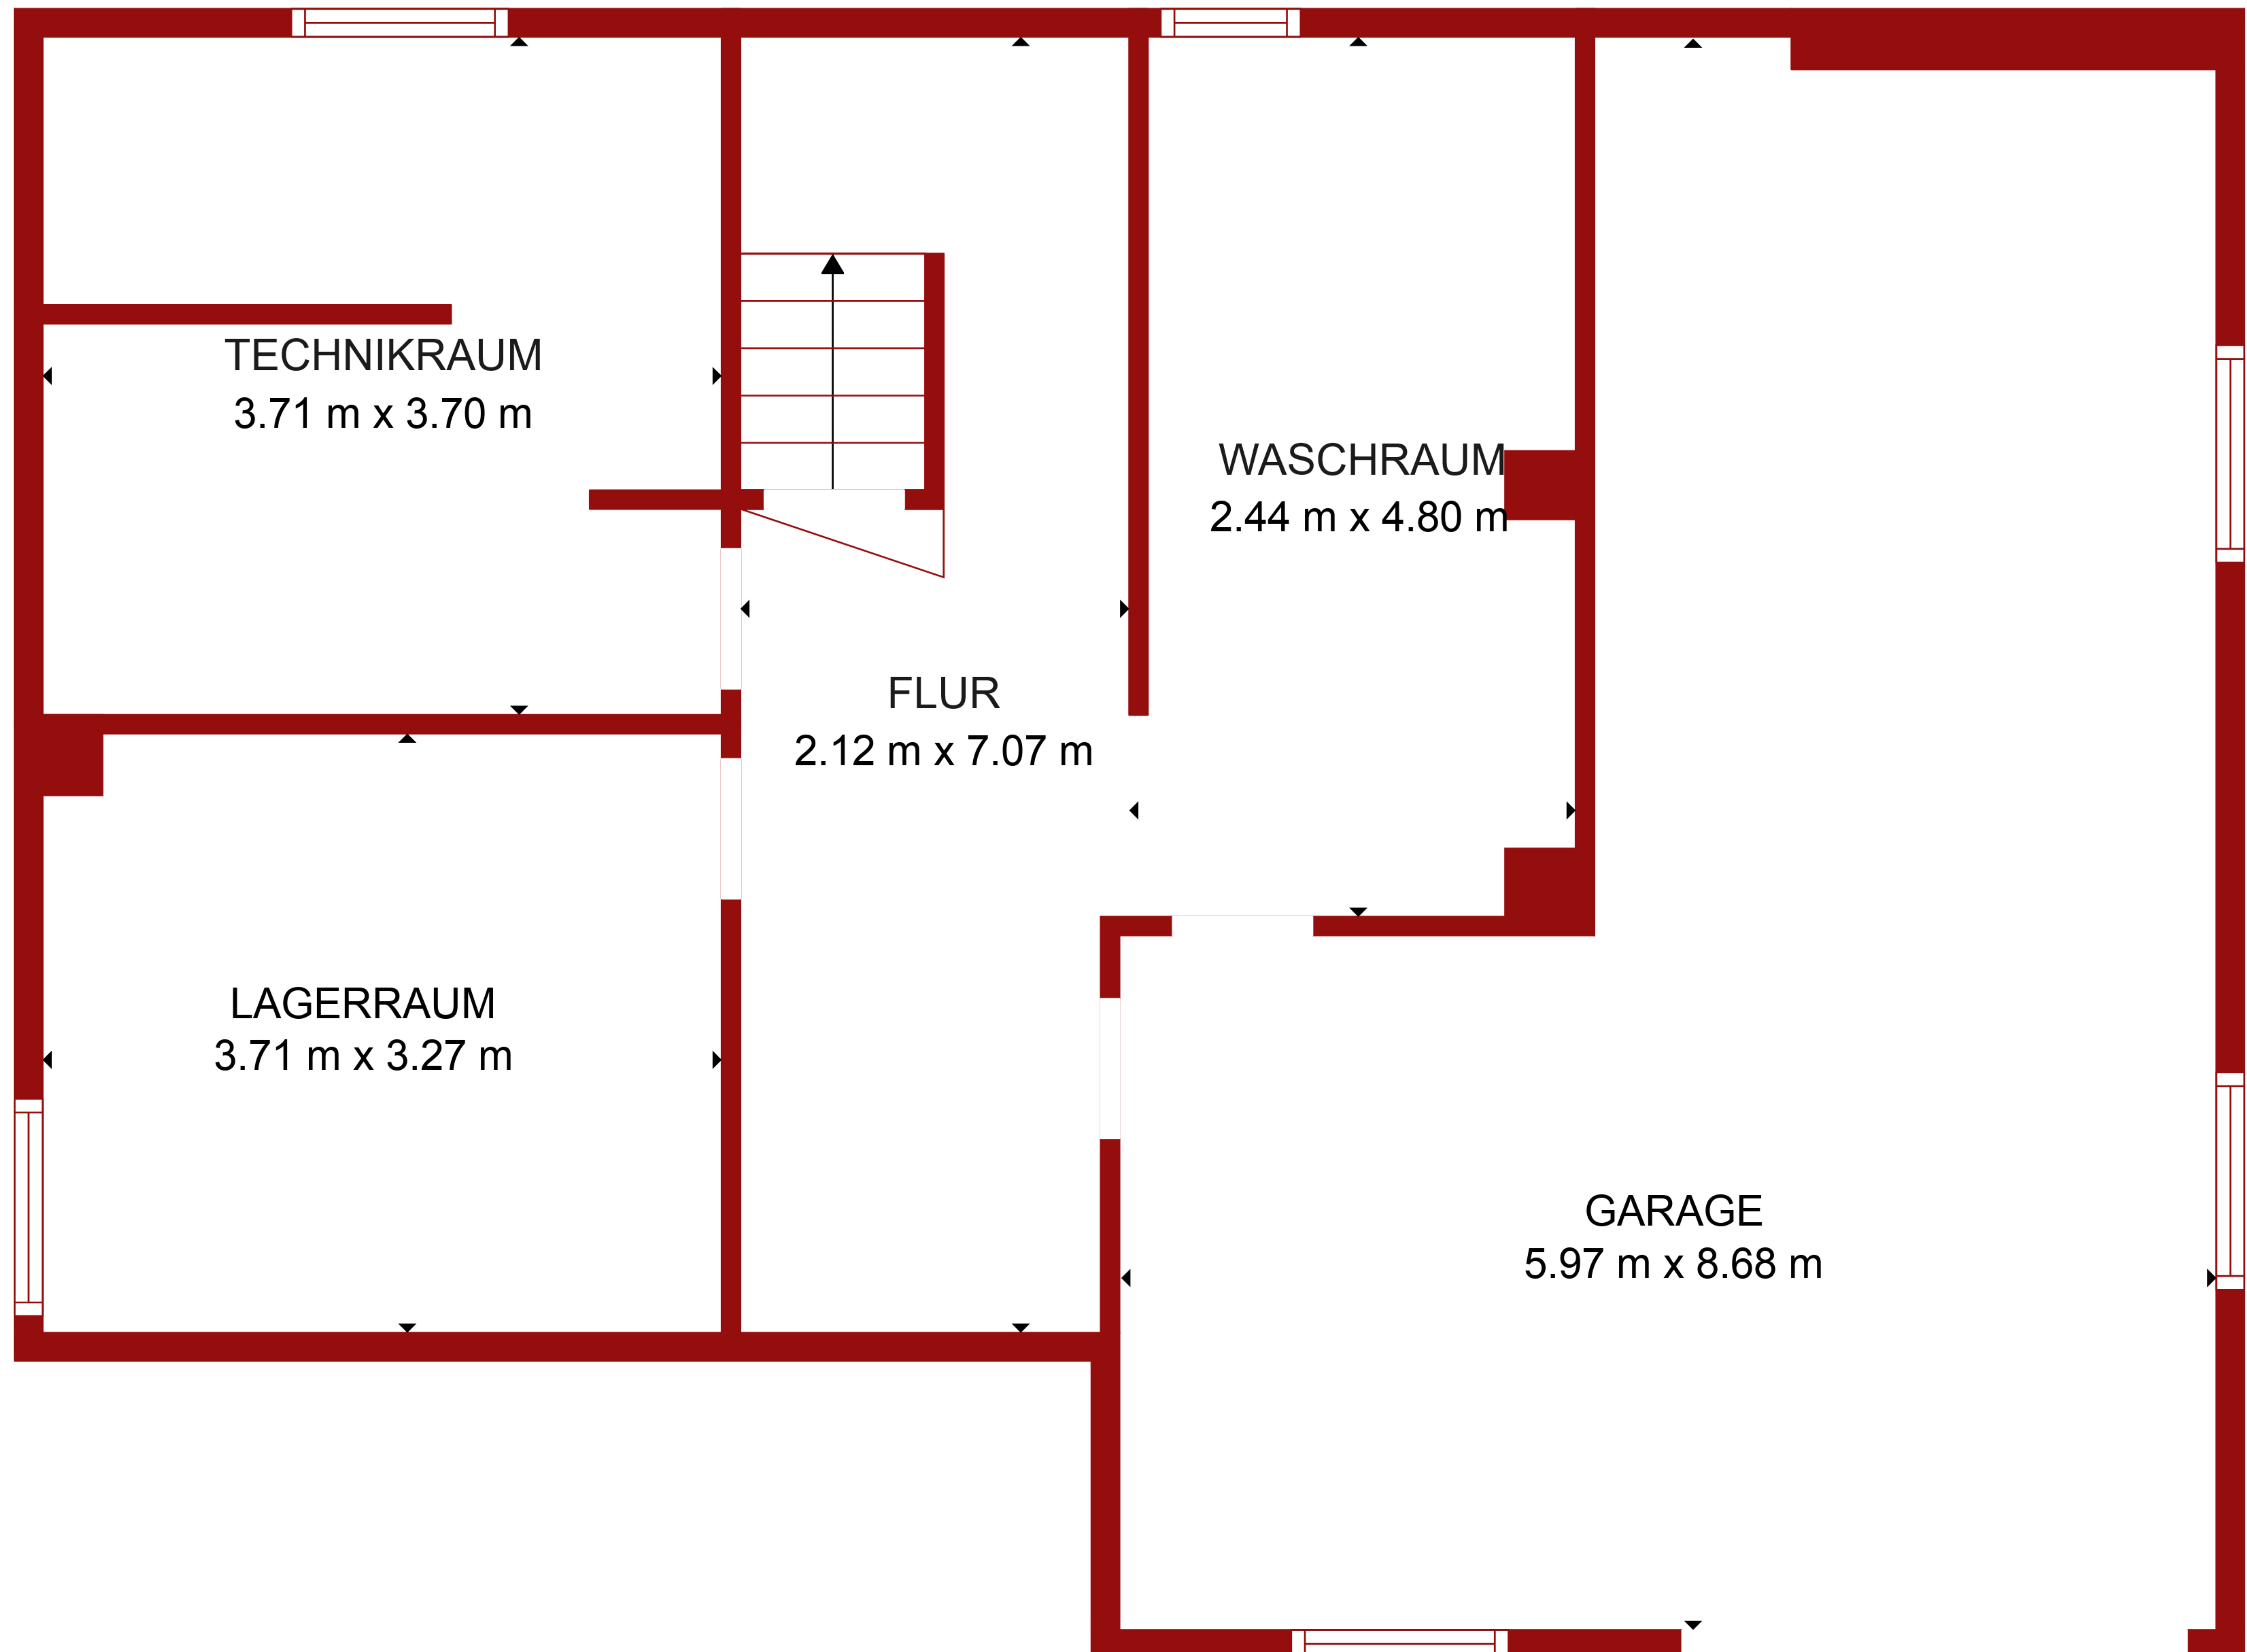 TECHNIKRAUM
3.71 m x 3.70 m
WASCHRAUM
2.44 m x 4.80 m
FLUR
2.12 m x 7.07 m
LAGERRAUM
3.71 m x 3.27 m
GARAGE
5.97 m x 8.68 m